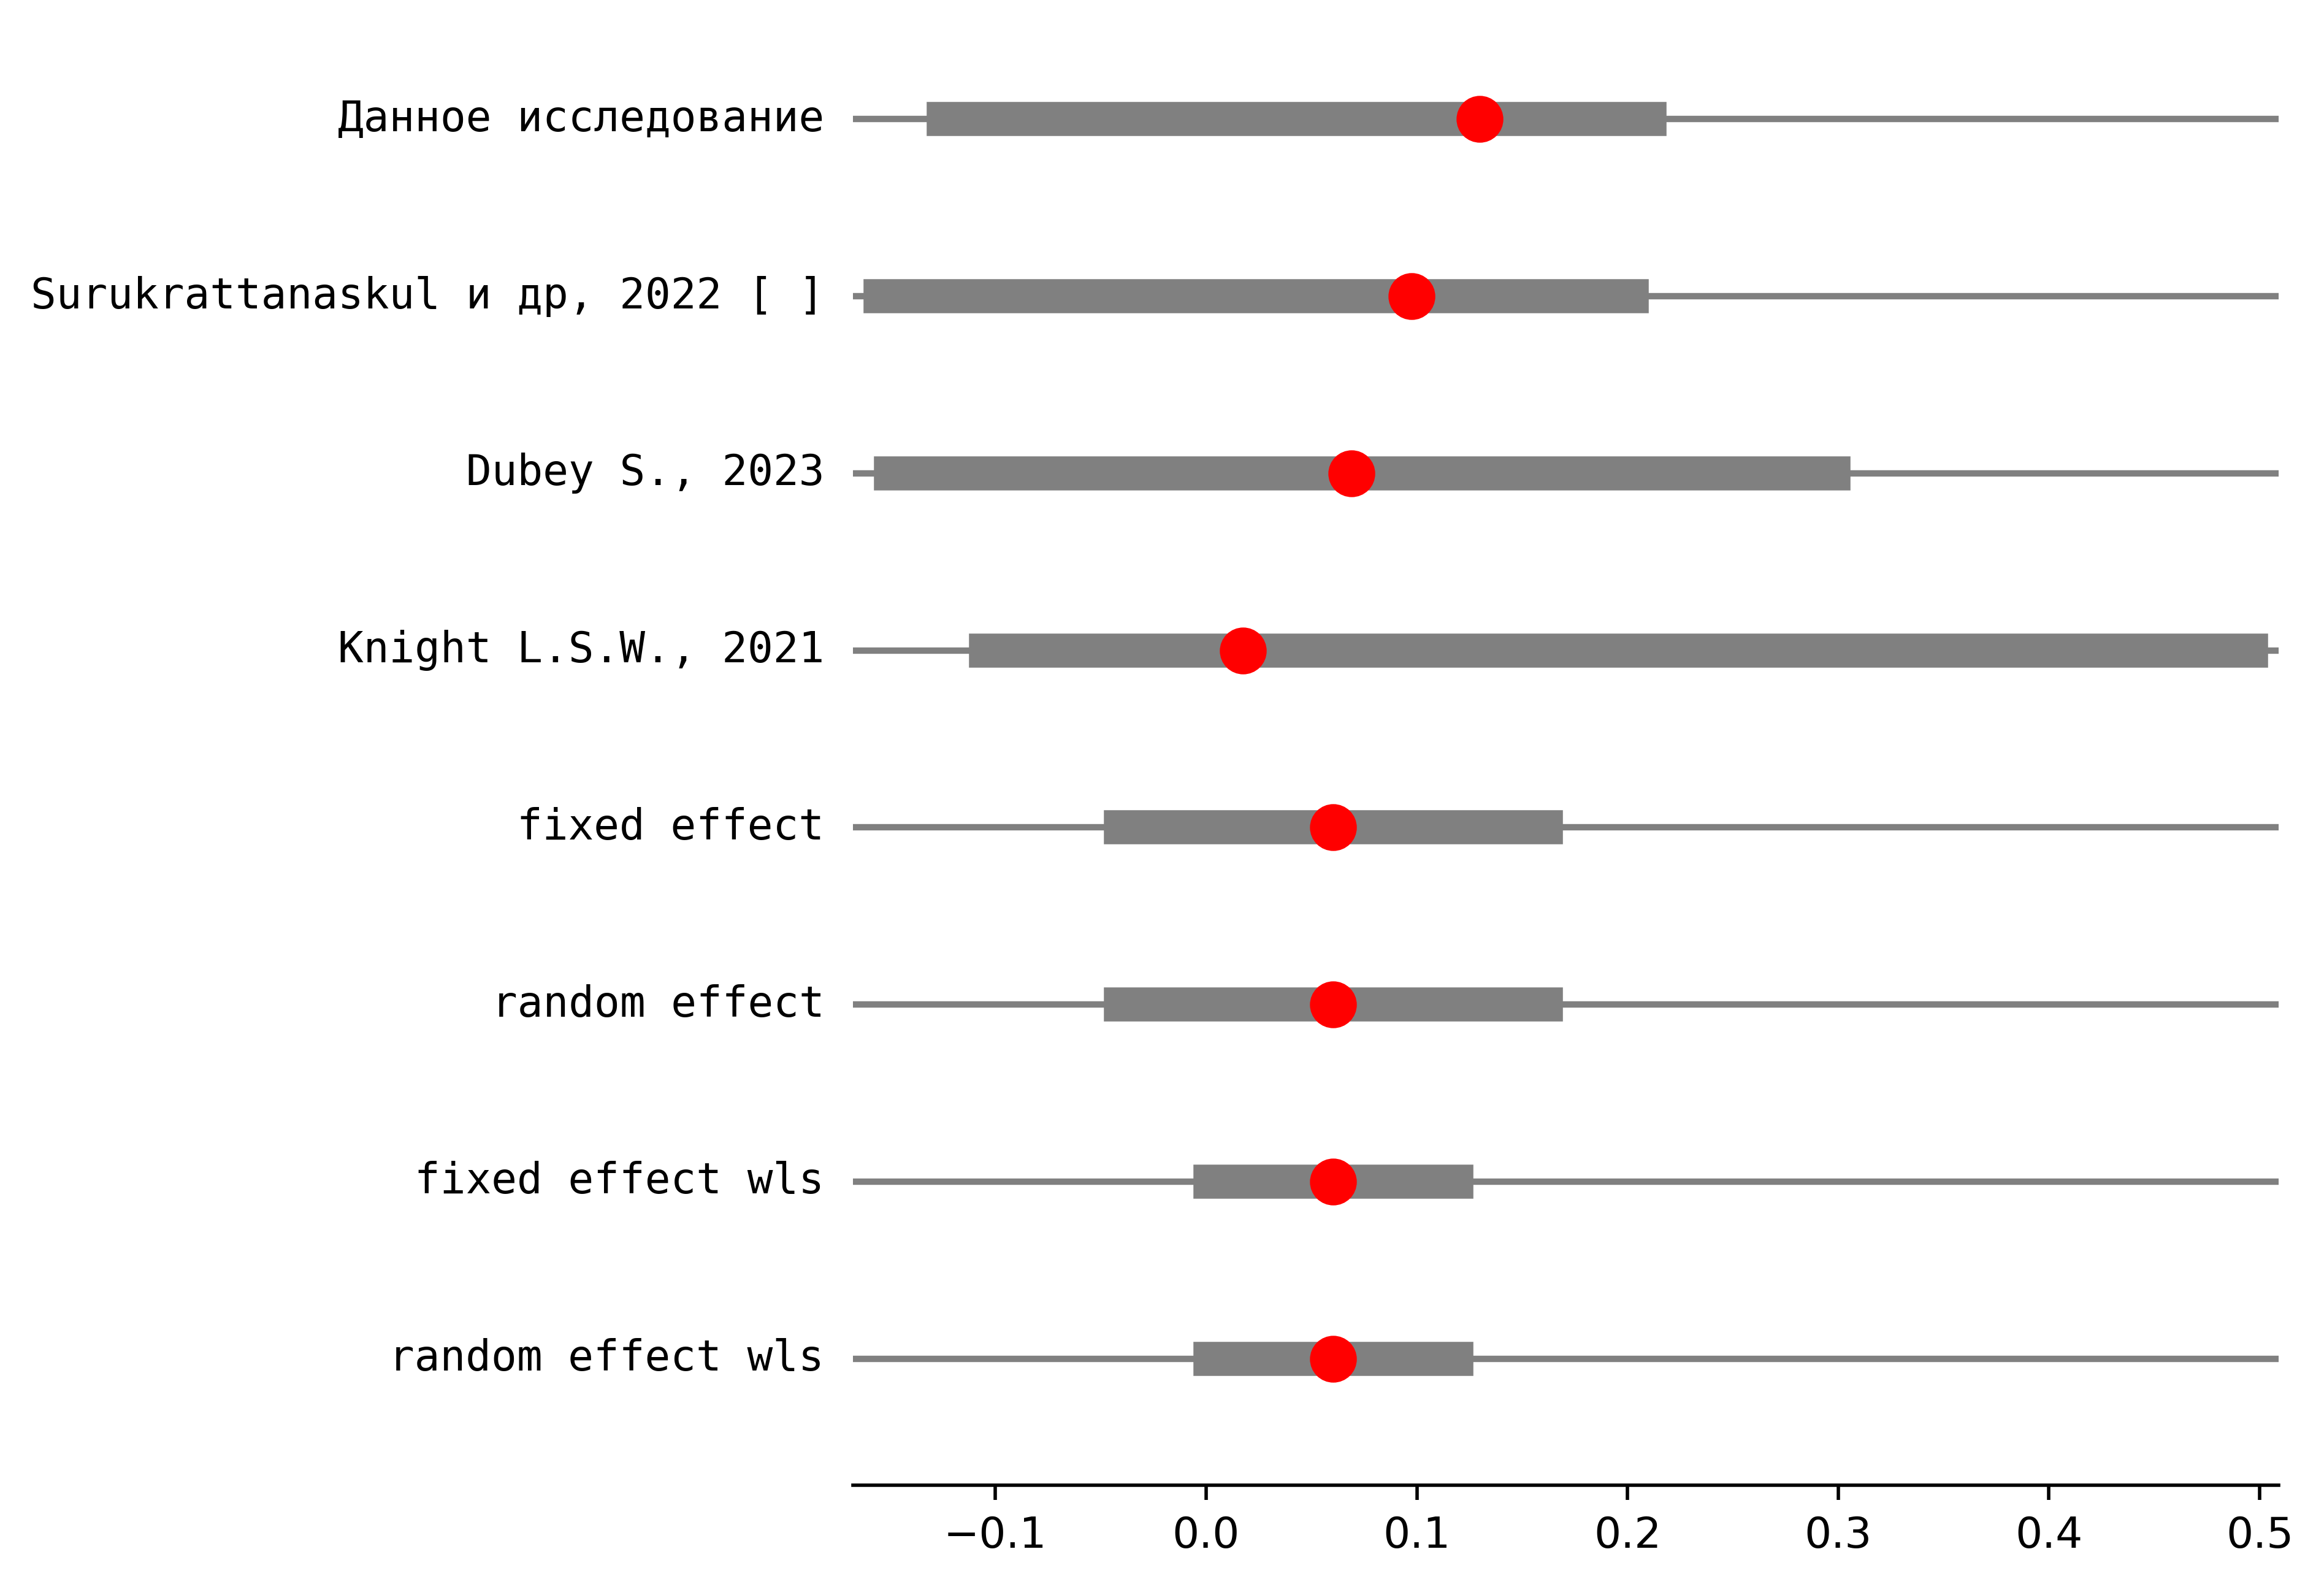 Данное исследование
Surukrattanaskul и др, 2022 [ ]
Dubey S., 2023
Knight L.S.W., 2021
fixed effect
random effect
fixed effect wls
random effect wls
−0.1 0.0 0.1 0.2 0.3 0.4 0.5